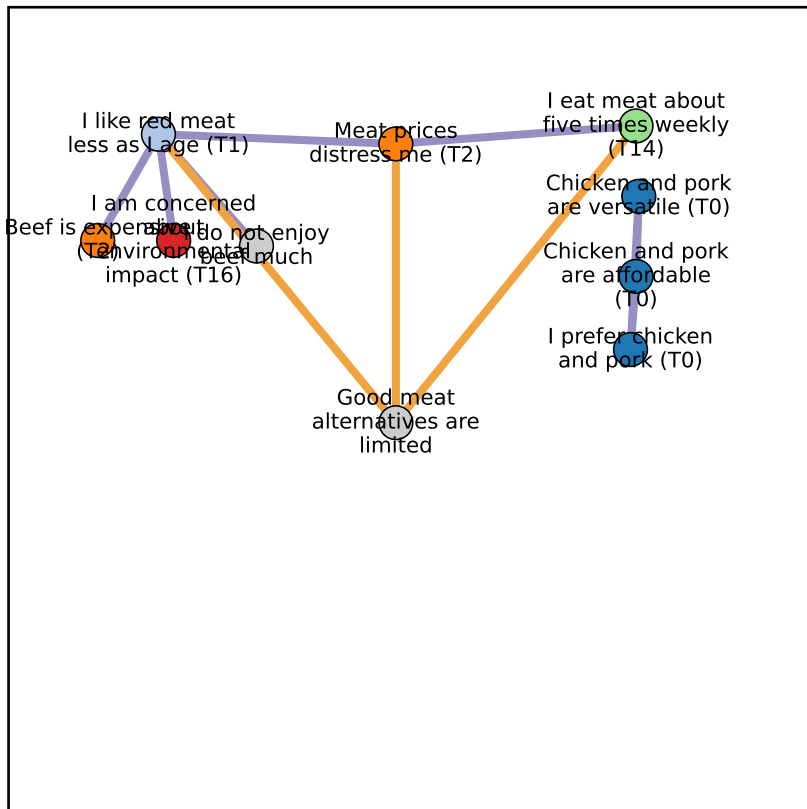 I like red meat
less as I age (T1)
Meat prices
distress me (T2)
I eat meat about
five times weekly
(T14)
Chicken and pork
are versatile (T0)
I am concerned
about
environmental
impact (T16)
Beef is expensive
(T2)
I do not enjoy
beef much
Chicken and pork
are affordable
(T0)
I prefer chicken
and pork (T0)
Good meat
alternatives are
limited